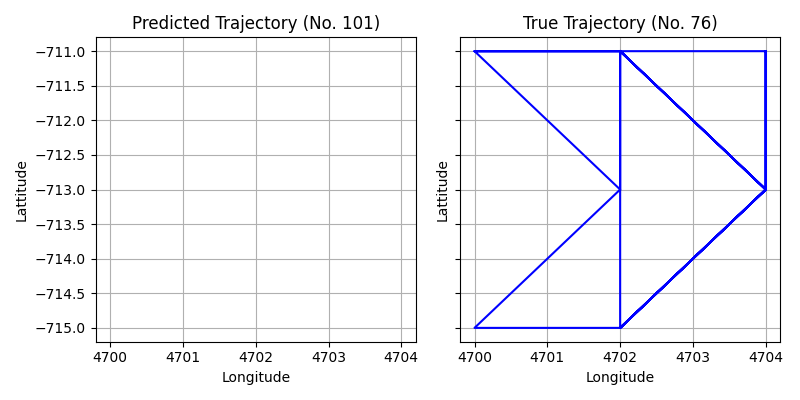 Predicted Trajectory (No. 101)
True Trajectory (No. 76)
−711.0
−711.5
−712.0
−712.5
−713.0
−713.5
−714.0
−714.5
−715.0
Lattitude
Lattitude
4700 4701 4702 4703 4704
4700 4701 4702 4703 4704
Longitude
Longitude